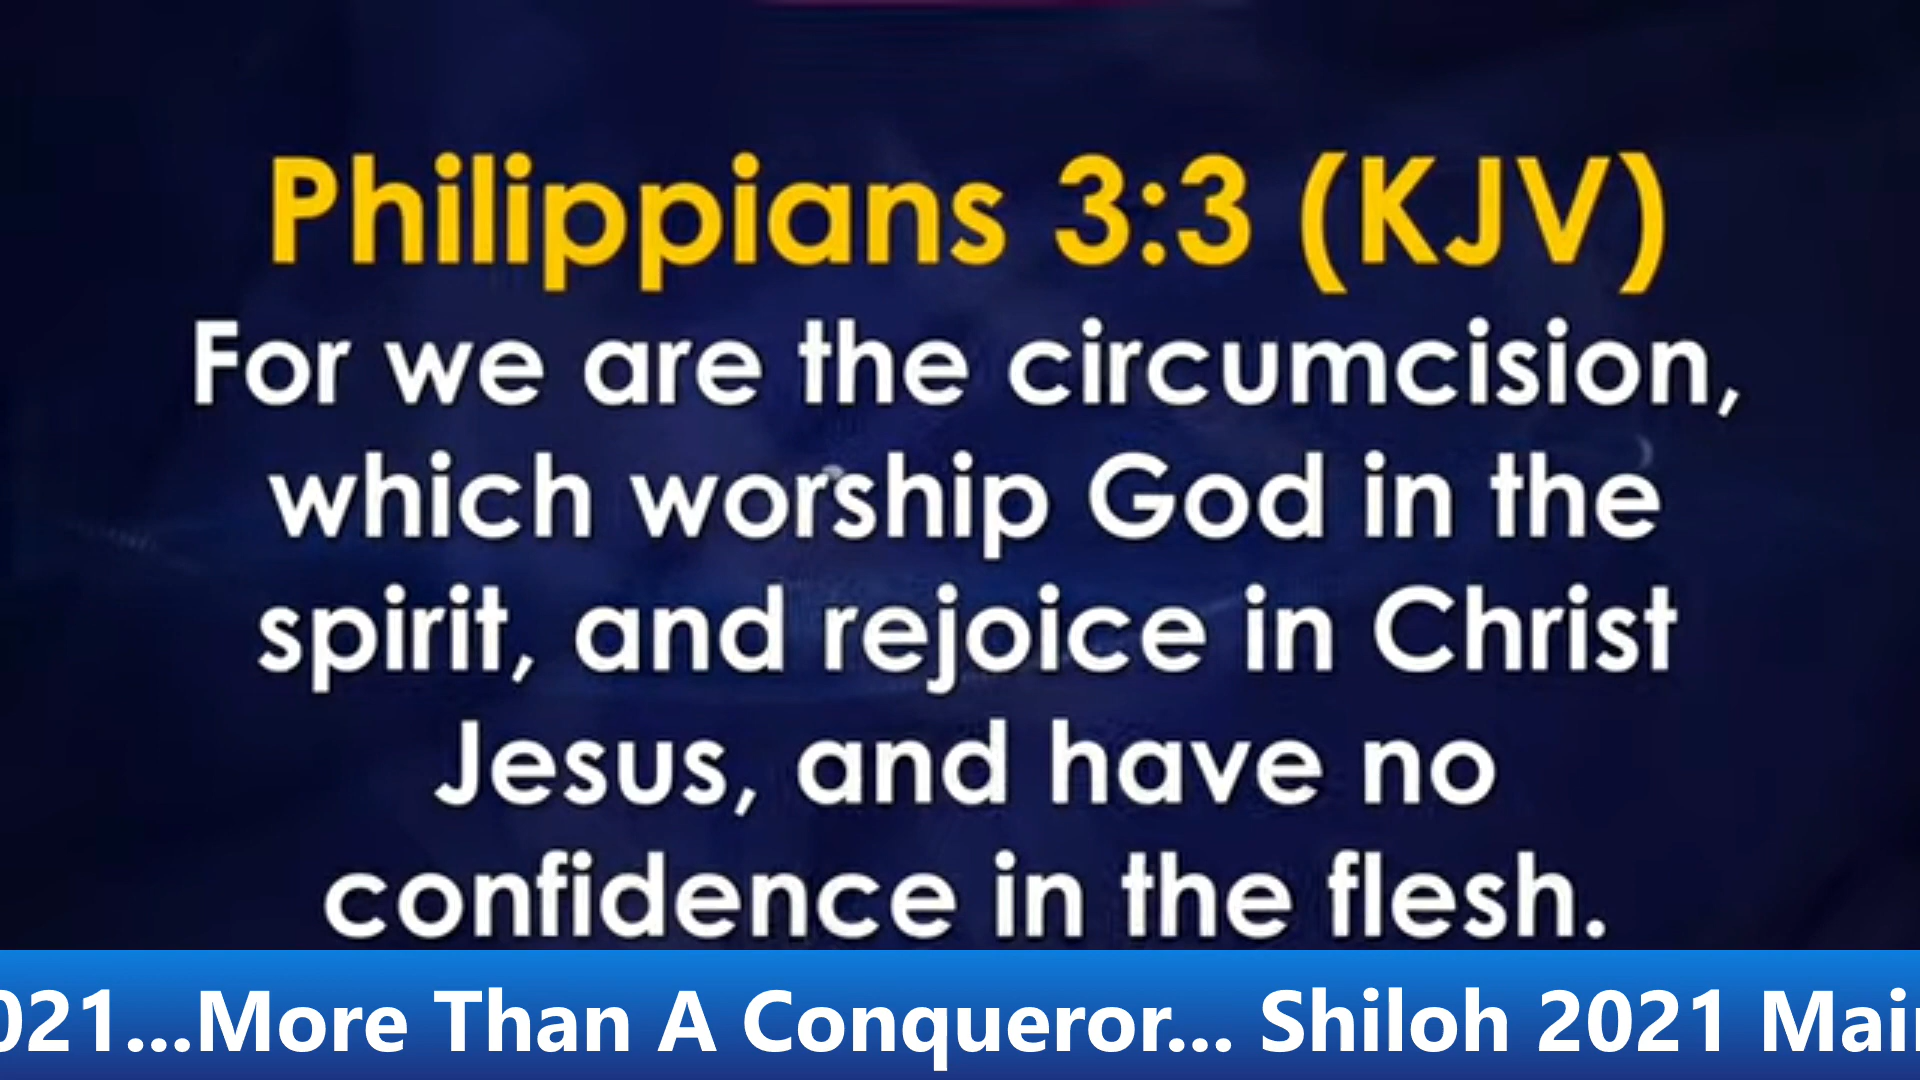 Philippians 3:3 (KJV)
For we are the circumcision,
which worship God in the
spirit, and rejoice in Christ
Jesus, and have no
confidence in the flesh.
021...More Than A Conqueror... Shiloh 2021